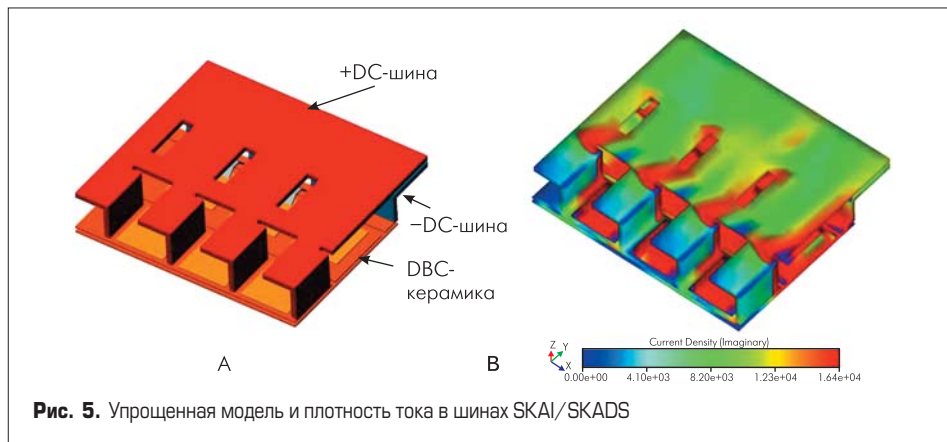 +DC-шина
−DC-шина
DBC-
керамика
A
B
Z
Y
X
Current Density (Imaginary)
0.00e+00 4.10e+03 8.20e+03 1.23e+04 1.64e+04
Рис. 5. Упрощенная модель и плотность тока в шинах SKAI/SKADS